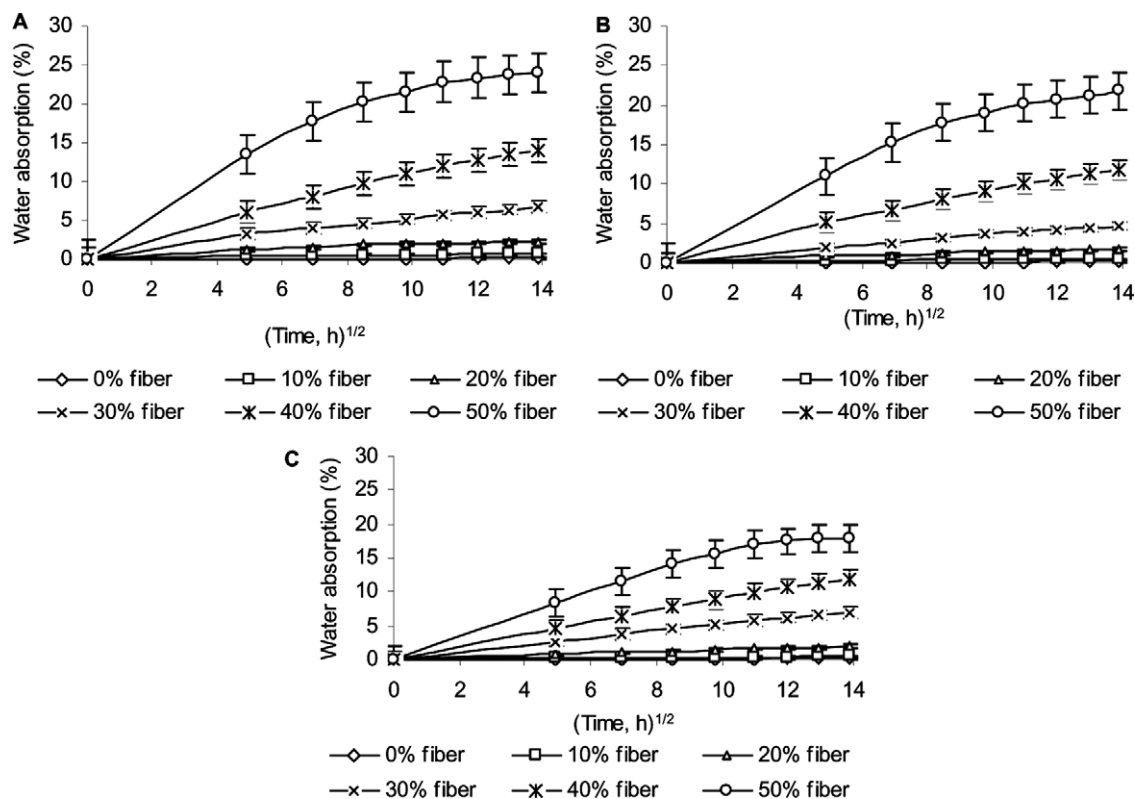 A
Water absorption (%)
30
25
20
15
10
5
0
0 2 4 6 8 10 12 14
(Time, h)1/2
0% fiber 10% fiber 20% fiber
30% fiber 40% fiber 50% fiber
B
Water absorption (%)
30
25
20
15
10
5
0
0 2 4 6 8 10 12 14
(Time, h)1/2
0% fiber 10% fiber 20% fiber
30% fiber 40% fiber 50% fiber
C
Water absorption (%)
30
25
20
15
10
5
0
0 2 4 6 8 10 12 14
(Time, h)1/2
0% fiber 10% fiber 20% fiber
30% fiber 40% fiber 50% fiber